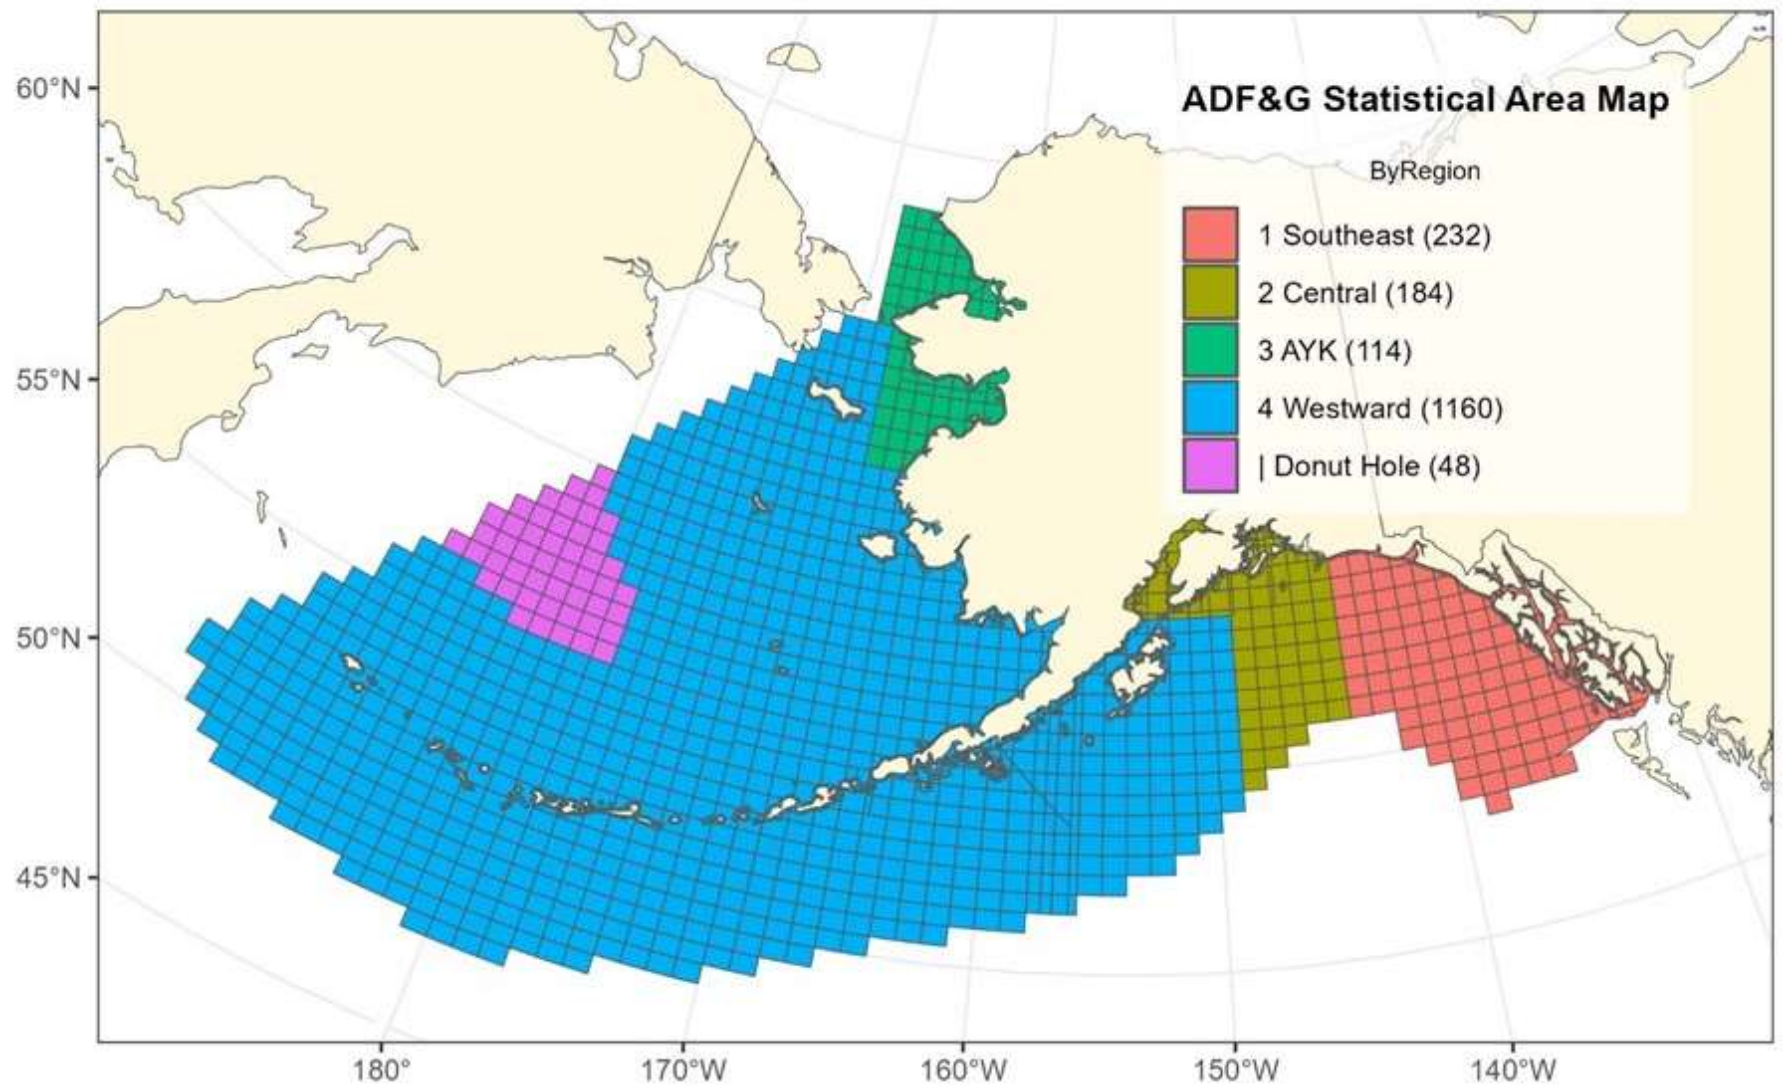 ADF&G Statistical Area Map
ByRegion
1 Southeast (232)
2 Central (184)
3 AYK (114)
4 Westward (1160)
| Donut Hole (48)
60°N
55°N
50°N
45°N
180°
170°W
160°W
150°W
140°W